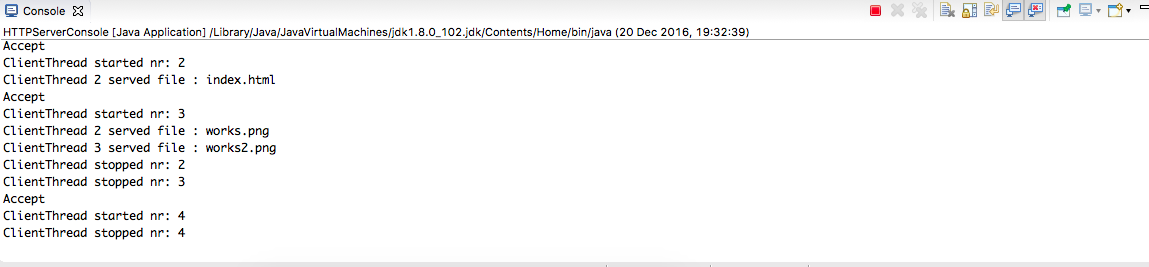 Console
HTTPServerConsole [Java Application] /Library/Java/JavaVirtualMachines/jdk1.8.0_102.jdk/Contents/Home/bin/java (20 Dec 2016, 19:32:39)
Accept
ClientThread started nr: 2
ClientThread 2 served file : index.html
Accept
ClientThread started nr: 3
ClientThread 2 served file : works.png
ClientThread 3 served file : works2.png
ClientThread stopped nr: 2
ClientThread stopped nr: 3
Accept
ClientThread started nr: 4
ClientThread stopped nr: 4